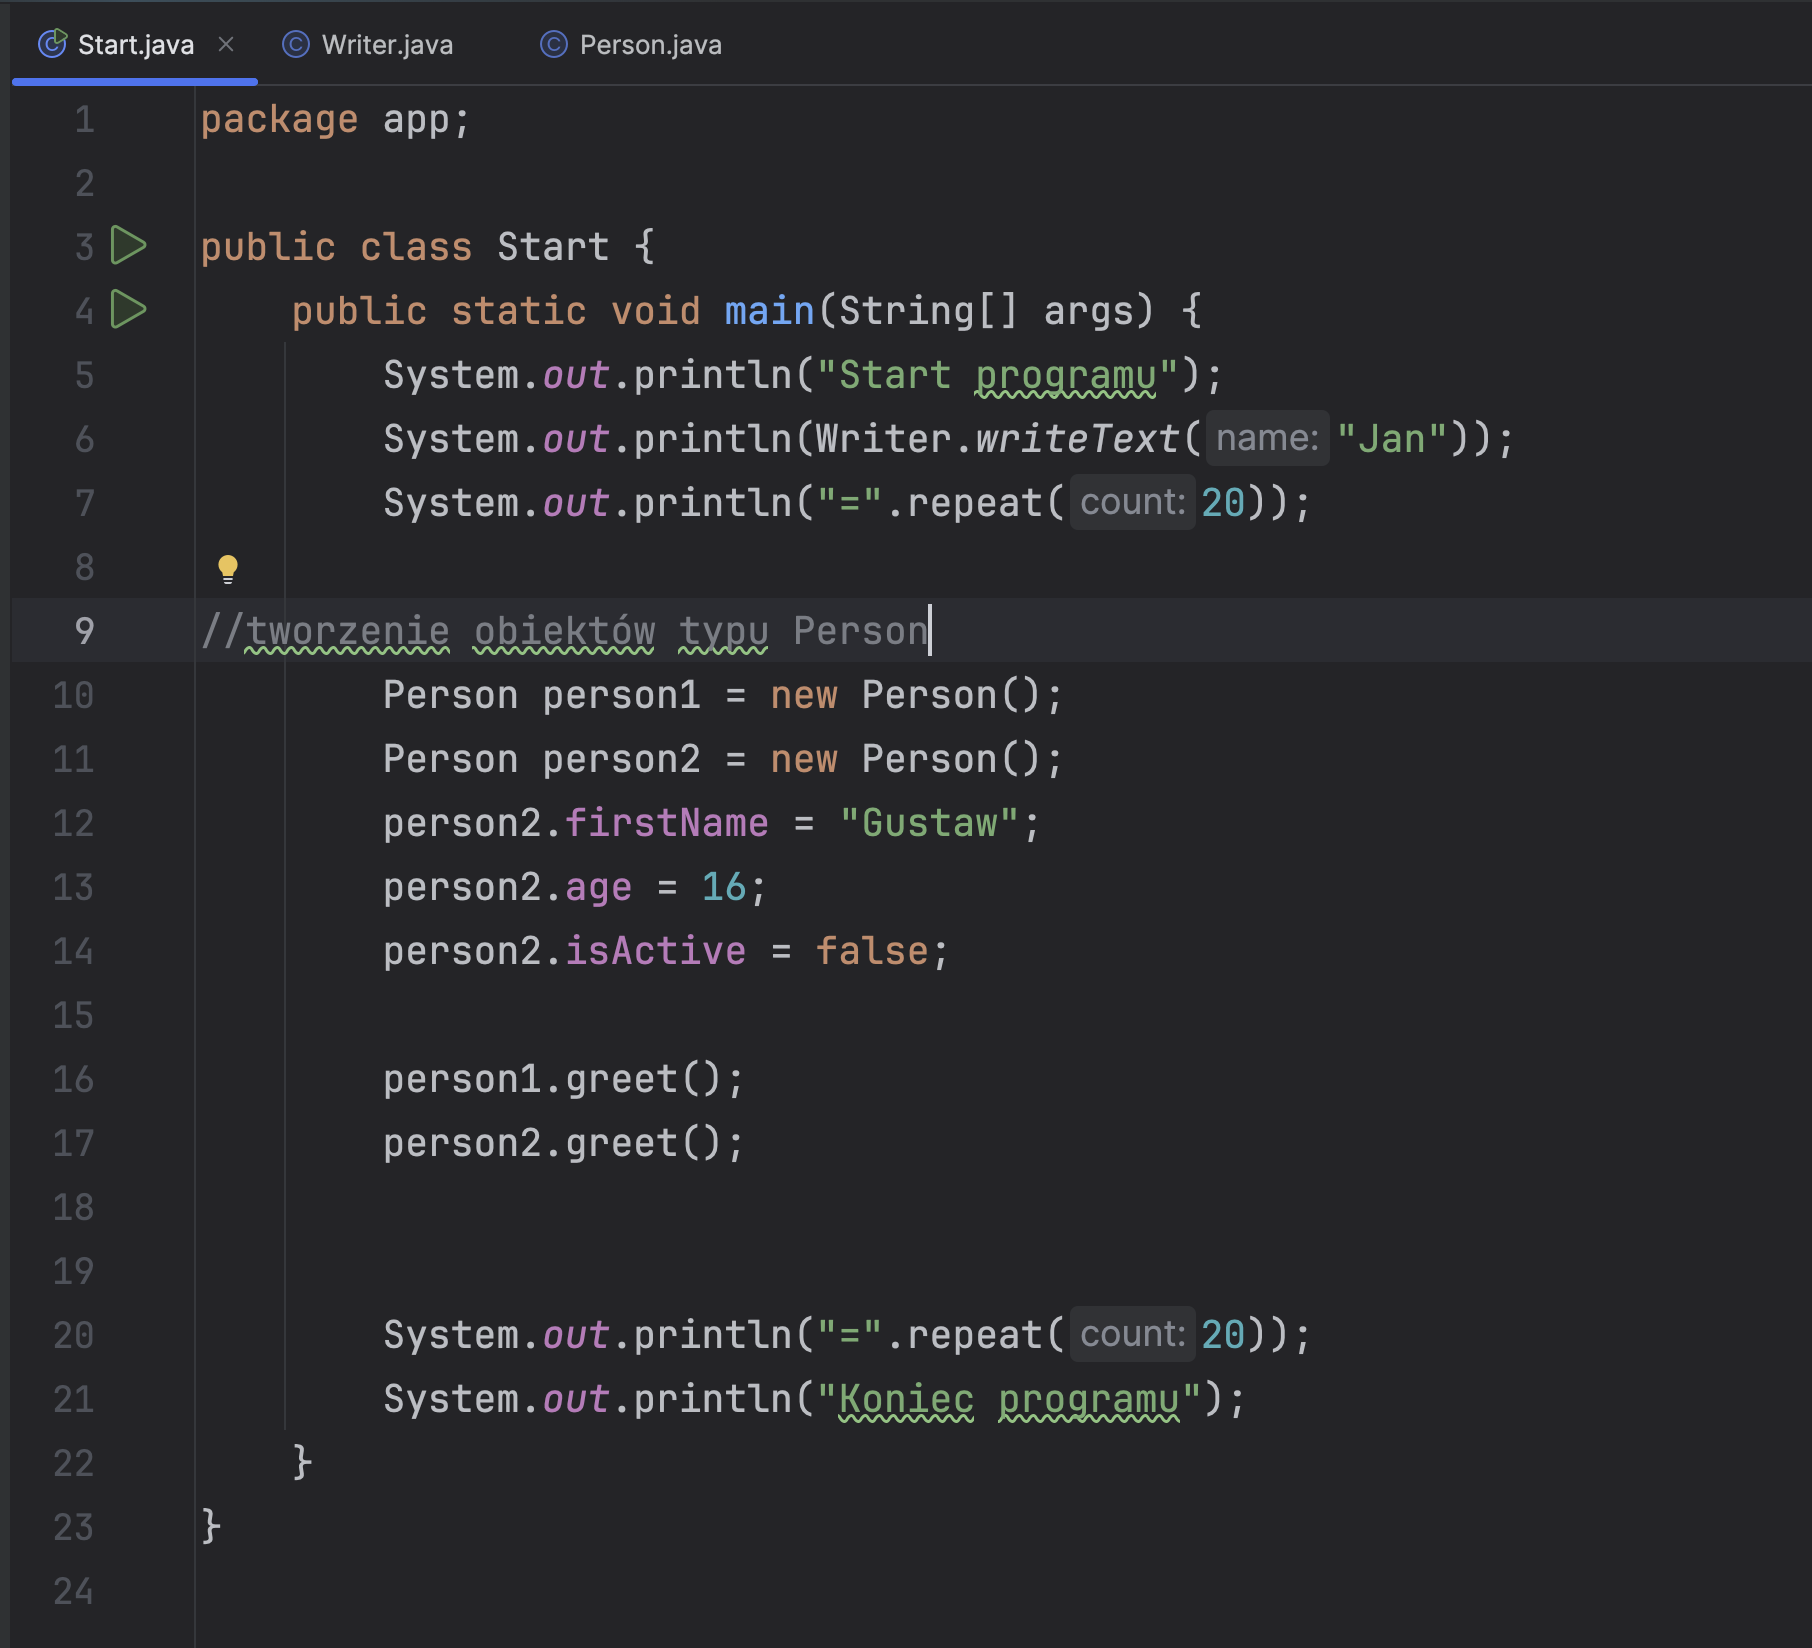 Start.java × Writer.java Person.java
1 package app;
2
3 public class Start {
4 public static void main(String[] args) {
5 System.out.println("Start programu");
6 System.out.println(Writer.writeText( name: "Jan"));
7 System.out.println("=".repeat( count: 20));
8
9 //tworzenie obiektów typu Person
10 Person person1 = new Person();
11 Person person2 = new Person();
12 person2.firstName = "Gustaw";
13 person2.age = 16;
14 person2.isActive = false;
15
16 person1.greet();
17 person2.greet();
18
19
20 System.out.println("=".repeat( count: 20));
21 System.out.println("Koniec programu");
22 }
23 }
24